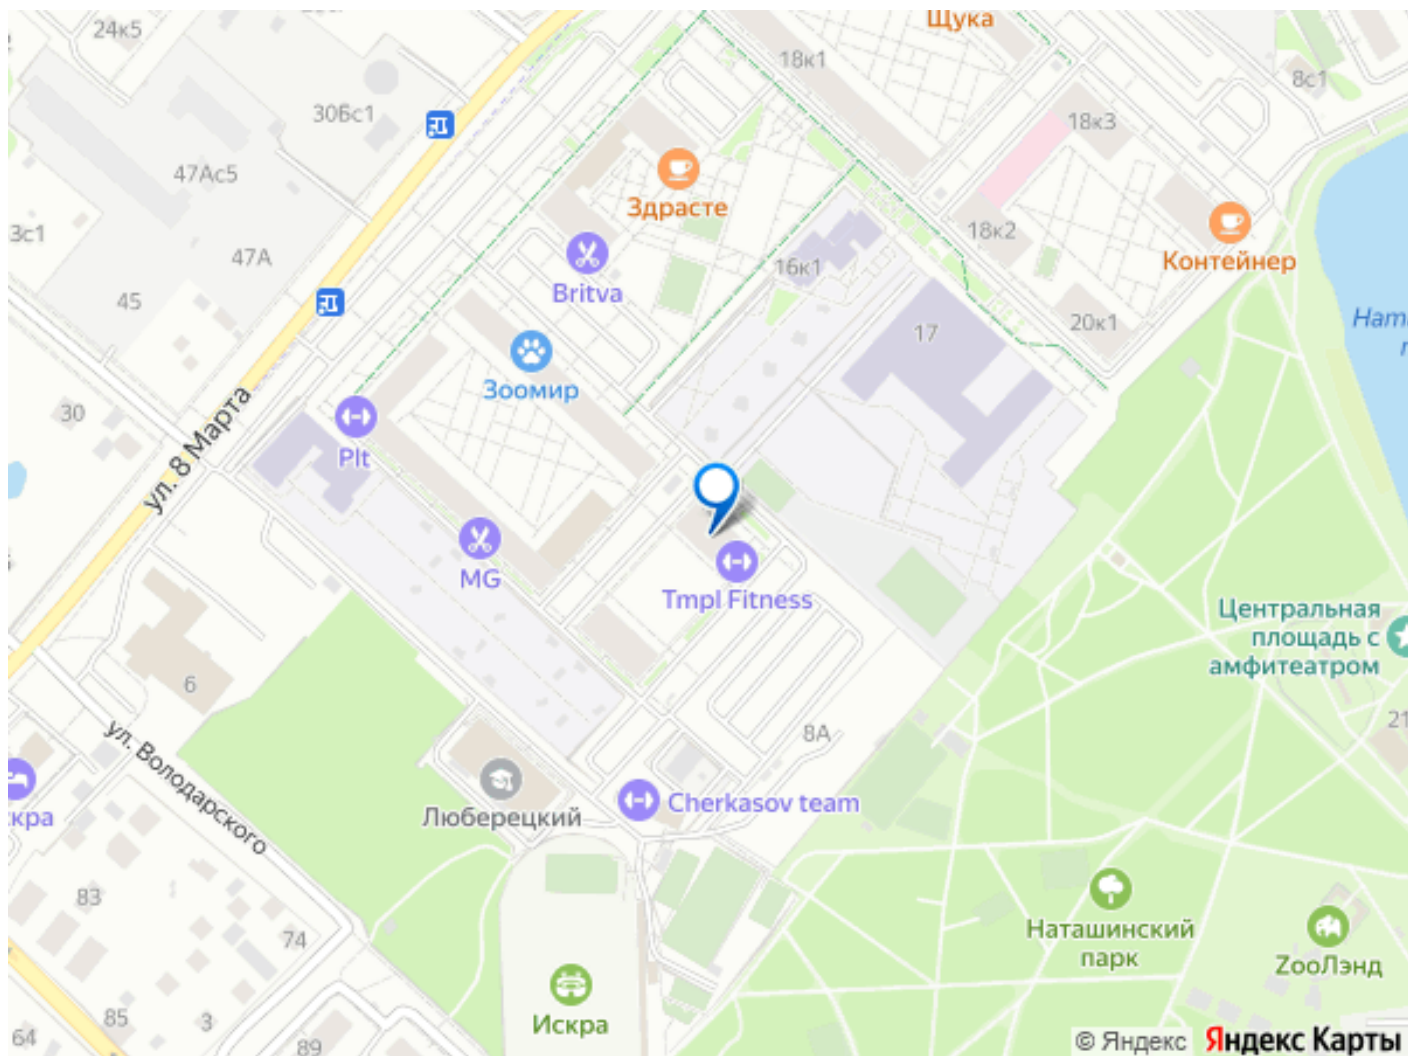 Щука
24к5
18к1
8с1
30Бс1
18к3
47Ас5
Здрасте
3с1
18к2
47А
16к1
Контейнер
45
Britva
20к1
17
Зоомир
30
ул. 8 Марта
Plt
MG
Tmpl Fitness
Центральная
площадь с
амфитеатром
6
21
8А
ул. Володарского
Люберецкий
Cherkasov team
83
Наташинский
парк
74
ZooЛэнд
Искра
85
3
64
89
© Яндекс
Яндекс Карты